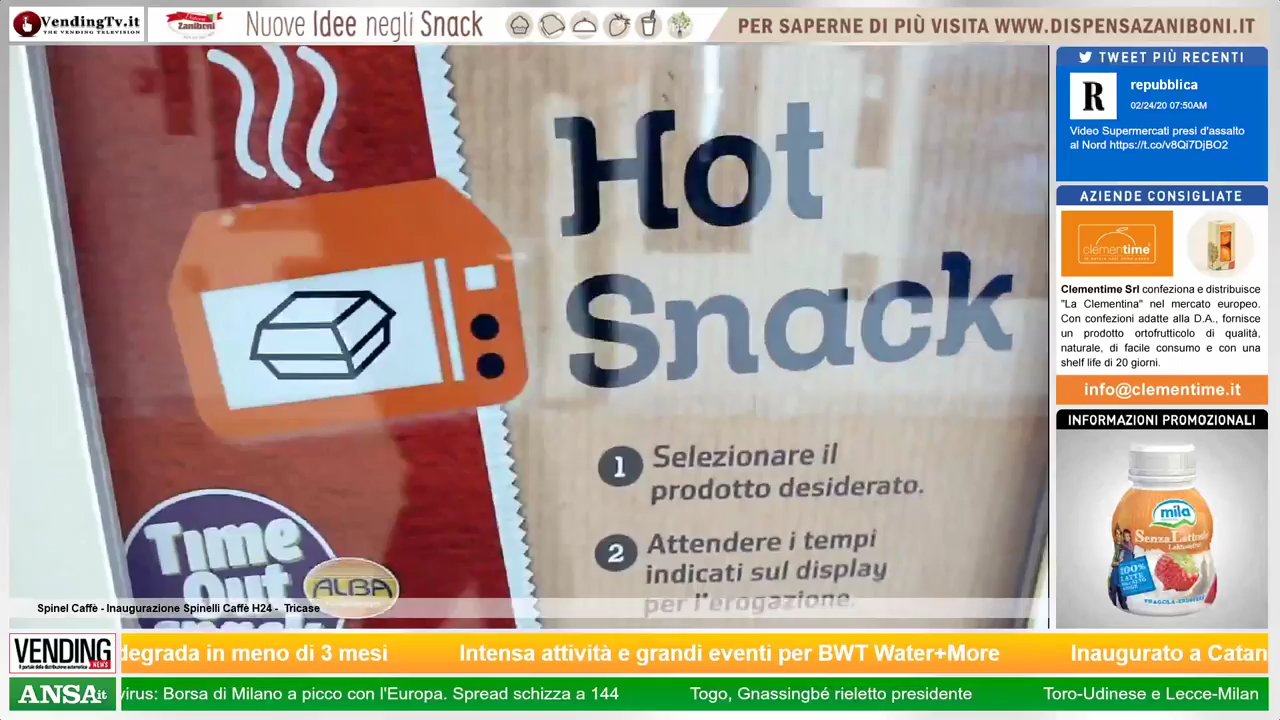 VendingTv.it
THE VENDING TELEVISION
Zaniboni
Nuove Idee negli Snack
PER SAPERNE DI PIÙ VISITA WWW.DISPENSAZANIBONI.IT
Hot
Snack
1 Selezionare il
prodotto desiderato.
2 Attendere i tempi
indicati sul display
per l'erogazione.
Time
Out
snack
ALBA
Spinel Caffè - Inaugurazione Spinelli Caffè H24 - Tricase
TWEET PIÙ RECENTI
R
repubblica
02/24/20 07:50AM
Video Supermercati presi d'assalto
al Nord https://t.co/v8Qi7DjBO2
AZIENDE CONSIGLIATE
clementime
Clementime Srl confeziona e distribuisce
"La Clementina" nel mercato europeo.
Con confezioni adatte alla D.A., fornisce
un prodotto ortofrutticolo di qualità,
naturale, di facile consumo e con una
shelf life di 20 giorni.
info@clementime.it
INFORMAZIONI PROMOZIONALI
mila
Senza Lattosio
100%
LATTE
VENDING
NEWS
degrada in meno di 3 mesi
Intensa attività e grandi eventi per BWT Water+More
Inaugurato a Catan
ANSA.it
virus: Borsa di Milano a picco con l'Europa. Spread schizza a 144
Togo, Gnassingbé rieletto presidente
Toro-Udinese e Lecce-Milan